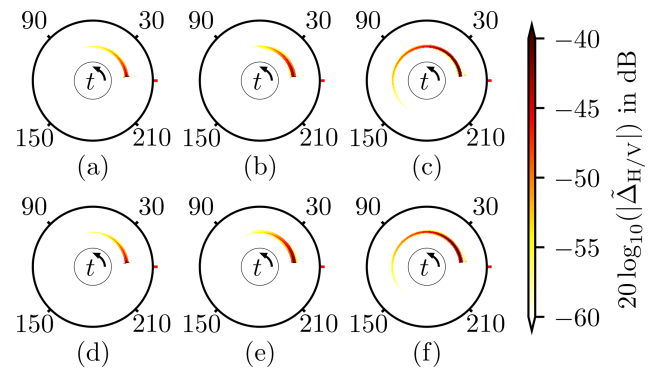 90 30 90 30 90 30
t t t
150 210 150 210 150 210
(a) (b) (c)
90 30 90 30 90 30
t t t
150 210 150 210 150 210
(d) (e) (f)
−40
−45
−50
−55
−60
20 log₁₀(|Δ̃_H/V|) in dB